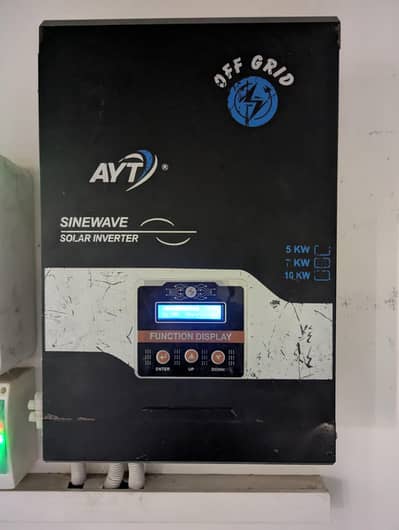 OFF GRID
AYT ®
SINEWAVE
SOLAR INVERTER
5 KW
7 KW
10 KW
FUNCTION DISPLAY
ENTER UP DOWN